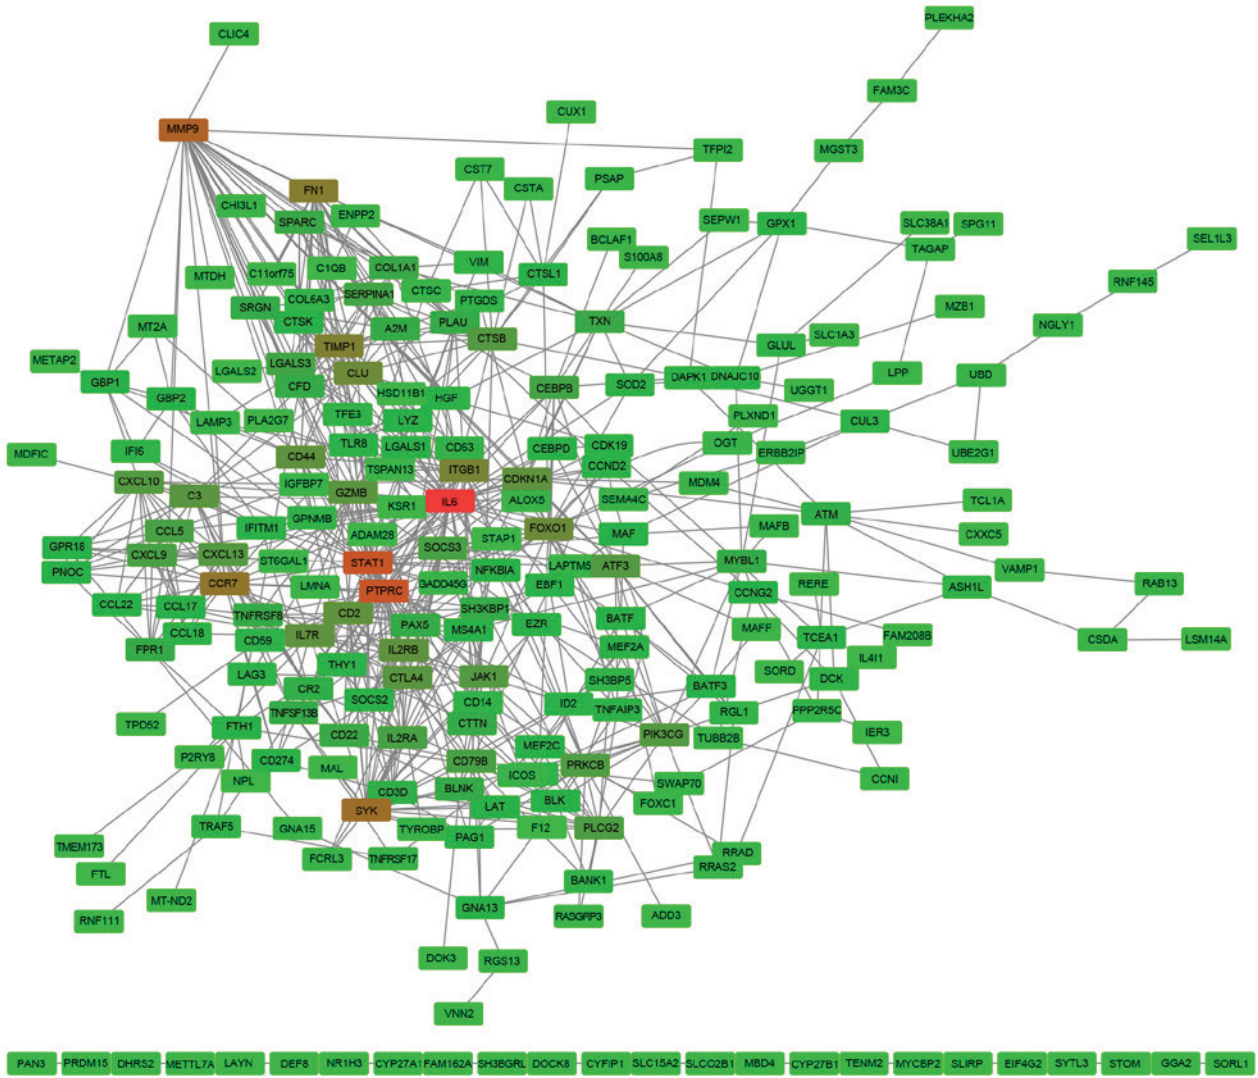 PLEKHA2
CLIC4
FAM3C
CUX1
MMP9
TFPI2
MGST3
CST7
PSAP
CSTA
FN1
CHI3L1
SPARC
ENPP2
SEPW1
GPX1
SLC38A1
SPG11
BCLAF1
TAGAP
SEL1L3
S100A8
MTDH
C11orf75
C1QB
COL1A1
VIM
CTSL1
RNF145
SRGN
COL6A3
SERPINA1
CTSC
PTGDS
MZB1
MT2A
CTSK
A2M
PLAU
TXN
NGLY1
TIMP1
CTSB
GLUL
SLC1A3
METAP2
LGALS2
LGALS3
CLU
GBP1
CFD
HSD11B1
HGF
CEBPB
SOD2
DAPK1
DNAJC10
UGGT1
LPP
UBD
GBP2
LAMP3
PLA2G7
TFE3
LYZ
PLXND1
CUL3
IFI6
TLR8
LGALS1
CD63
CEBPD
CDK19
OGT
ERBB2IP
UBE2G1
MDFIC
CD44
TSPAN13
ITGB1
CCND2
CXCL10
C3
IGFBP7
GZMB
CDKN1A
MDM4
KSR1
IL6
ALOX5
SEMA4C
TCL1A
CCL5
IFITM1
GPNMB
ATM
ADAM28
FOXO1
MAF
MAFB
CXXC5
GPR18
CXCL9
CXCL13
ST6GAL1
SOCS3
STAP1
PNOC
STAT1
NFKBIA
LAPTM5
ATF3
MYBL1
VAMP1
CCR7
LMNA
PTPRC
GADD45G
EBF1
RERE
ASH1L
RAB13
CCL22
CCL17
TNFRSF8
CD2
SH3KBP1
CCNG2
CCL18
IL7R
PAX5
MS4A1
EZR
BATF
MAFF
TCEA1
FAM208B
CSDA
LSM14A
FPR1
CD59
IL2RB
MEF2A
IL4I1
LAG3
THY1
CTLA4
JAK1
SH3BP5
BATF3
SORD
DCK
CR2
SOCS2
CD14
ID2
TNFAIP3
RGL1
PPP2R5C
TPD52
FTH1
TNFSF13B
CD22
IL2RA
CTTN
PIK3CG
TUBB2B
IER3
P2RY8
CD274
MAL
CD79B
MEF2C
PRKCB
NPL
CD3D
BLNK
ICOS
SWAP70
CCNI
SYK
LAT
BLK
FOXC1
TRAF5
GNA15
TYROBP
PAG1
F12
PLCG2
TMEM173
FCRL3
TNFRSF17
RRAD
FTL
RRAS2
MT-ND2
BANK1
RNF111
GNA13
RASGRP3
ADD3
DOK3
RGS13
VNN2
PAN3 PRDM15 DHRS2 METTL7A LAYN DEF8 NR1H3 CYP27A1 FAM162A SH3BGRL DOCK8 CYFIP1 SLC15A2 SLCO2B1 MBD4 CYP27B1 TENM2 MYCBP2 SLIRP EIF4G2 SYTL3 STOM GGA2 SORL1